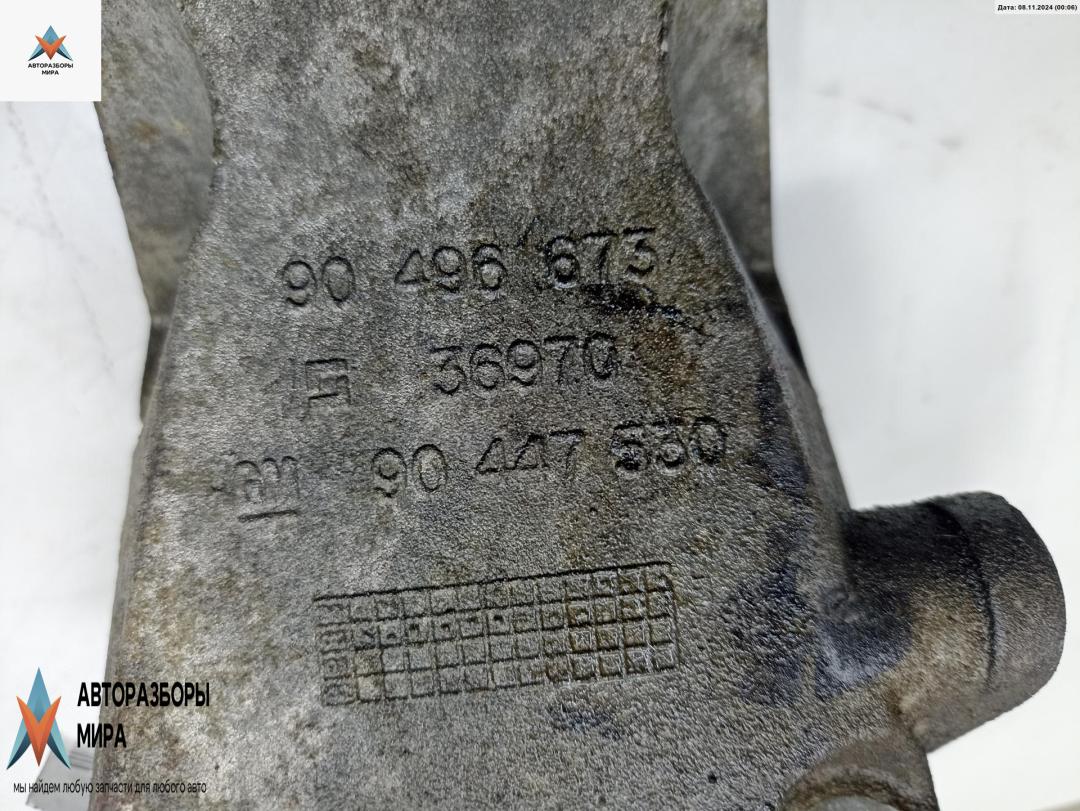 Дата: 08.11.2024 (00:06)
АВТОРАЗБОРЫ
МИРА
90 496 673
36970
GM 90 447 530
АВТОРАЗБОРЫ
МИРА
мы найдем любую запчасти для любого авто